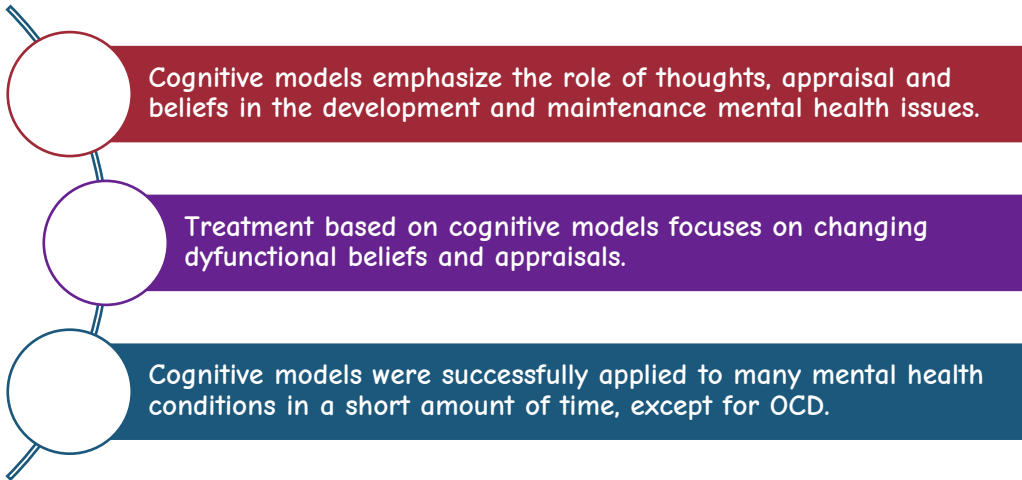 Cognitive models emphasize the role of thoughts, appraisal and
beliefs in the development and maintenance mental health issues.
Treatment based on cognitive models focuses on changing
dyfunctional beliefs and appraisals.
Cognitive models were successfully applied to many mental health
conditions in a short amount of time, except for OCD.